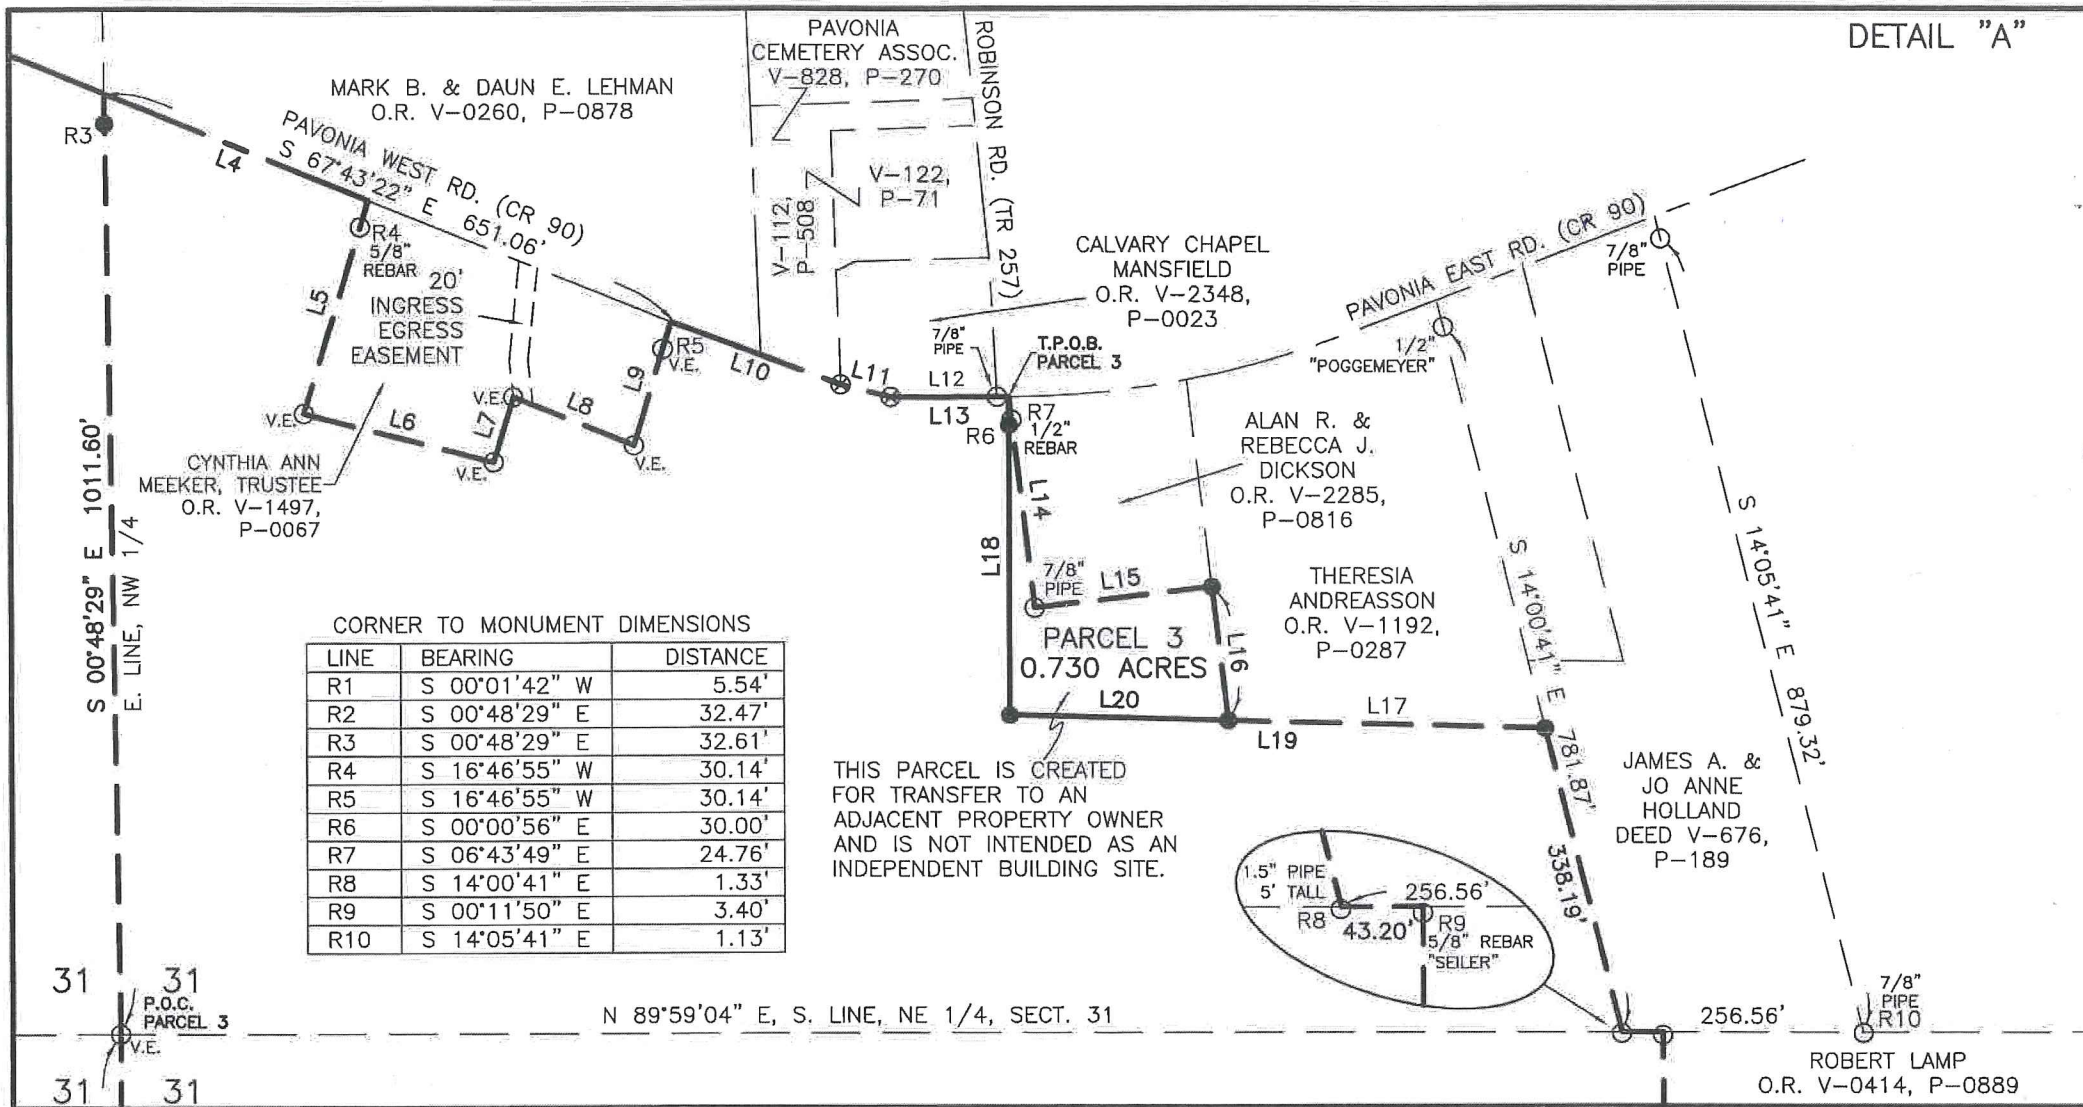 DETAIL "A"
MARK B. & DAUN E. LEHMAN
O.R. V-0260, P-0878
PAVONIA
CEMETERY ASSOC.
V-828, P-270
ROBINSON RD. (TR 257)
R3
L4
PAVONIA WEST RD. (CR 90)
S 67°43'22" E 651.06'
V-122,
P-71
V-112,
P-508
R4
5/8"
REBAR
20'
INGRESS
EGRESS
EASEMENT
L5
CALVARY CHAPEL
MANSFIELD
O.R. V-2348,
P-0023
PAVONIA EAST RD. (CR 90)
7/8"
PIPE
1/2"
"POGGEMEYER"
7/8"
PIPE
T.P.O.B.
PARCEL 3
R5
V.E.
L10
L11
L12
L13
L9
V.E.
L8
V.E.
L6
L7
V.E.
V.E.
R6
R7
1/2"
REBAR
CYNTHIA ANN
MEEKER, TRUSTEE
O.R. V-1497,
P-0067
ALAN R. &
REBECCA J.
DICKSON
O.R. V-2285,
P-0816
S 00°48'29" E 1011.60'
E. LINE, NW 1/4
L14
L18
7/8"
PIPE
L15
L16
THERESIA
ANDREASSON
O.R. V-1192,
P-0287
S 14°00'41" E 781.87'
S 14°05'41" E 879.32'
PARCEL 3
0.730 ACRES
L20
L17
L19
CORNER TO MONUMENT DIMENSIONS
LINE BEARING DISTANCE
R1 S 00°01'42" W 5.54'
R2 S 00°48'29" E 32.47'
R3 S 00°48'29" E 32.61'
R4 S 16°46'55" W 30.14'
R5 S 16°46'55" W 30.14'
R6 S 00°00'56" E 30.00'
R7 S 06°43'49" E 24.76'
R8 S 14°00'41" E 1.33'
R9 S 00°11'50" E 3.40'
R10 S 14°05'41" E 1.13'
THIS PARCEL IS CREATED
FOR TRANSFER TO AN
ADJACENT PROPERTY OWNER
AND IS NOT INTENDED AS AN
INDEPENDENT BUILDING SITE.
JAMES A. &
JO ANNE
HOLLAND
DEED V-676,
P-189
338.19'
1.5" PIPE
5' TALL
256.56'
R8
43.20'
R9
5/8" REBAR
"SEILER"
31 31
P.O.C.
PARCEL 3
V.E.
N 89°59'04" E, S. LINE, NE 1/4, SECT. 31
256.56'
7/8"
PIPE
R10
31 31
ROBERT LAMP
O.R. V-0414, P-0889